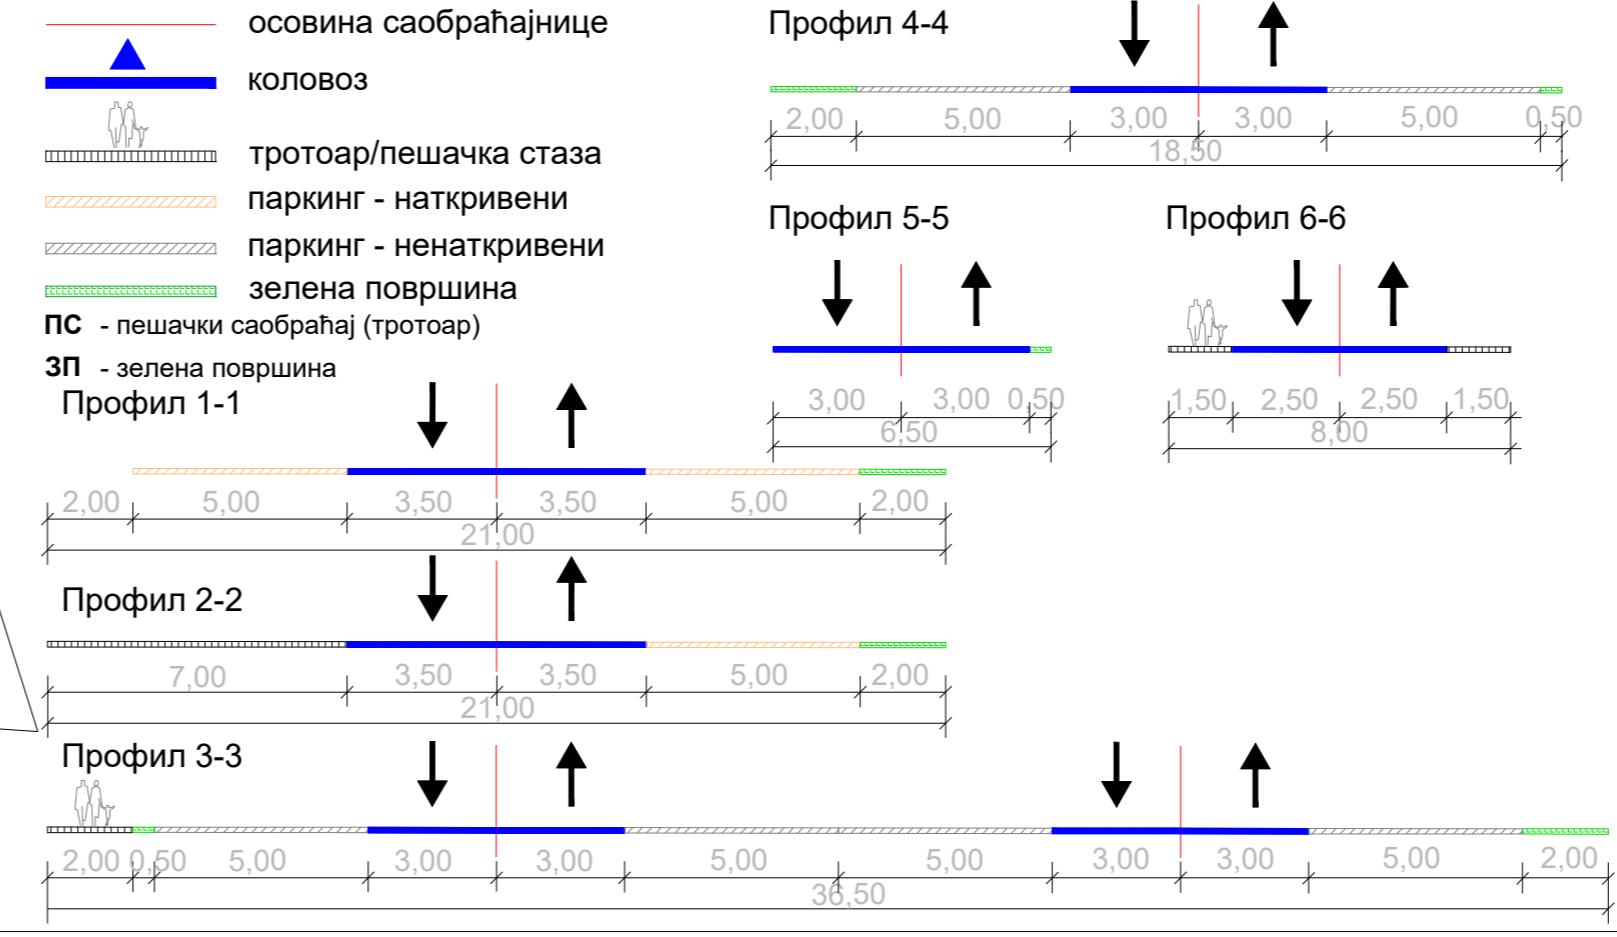 осовина саобраћајнице
коловоз
тротоар/пешачка стаза
паркинг - наткривени
паркинг - ненаткривени
зелена површина
ПС - пешачки саобраћај (тротоар)
ЗП - зелена површина
Профил 4-4
2,00 5,00 3,00 3,00 5,00 0,50
18,50
Профил 5-5
3,00 3,00 0,50
6,50
Профил 6-6
1,50 2,50 2,50 1,50
8,00
Профил 1-1
2,00 5,00 3,50 3,50 5,00 2,00
21,00
Профил 2-2
7,00 3,50 3,50 5,00 2,00
21,00
Профил 3-3
2,00 0,50 5,00 3,00 3,00 5,00 5,00 3,00 3,00 5,00 2,00
36,50